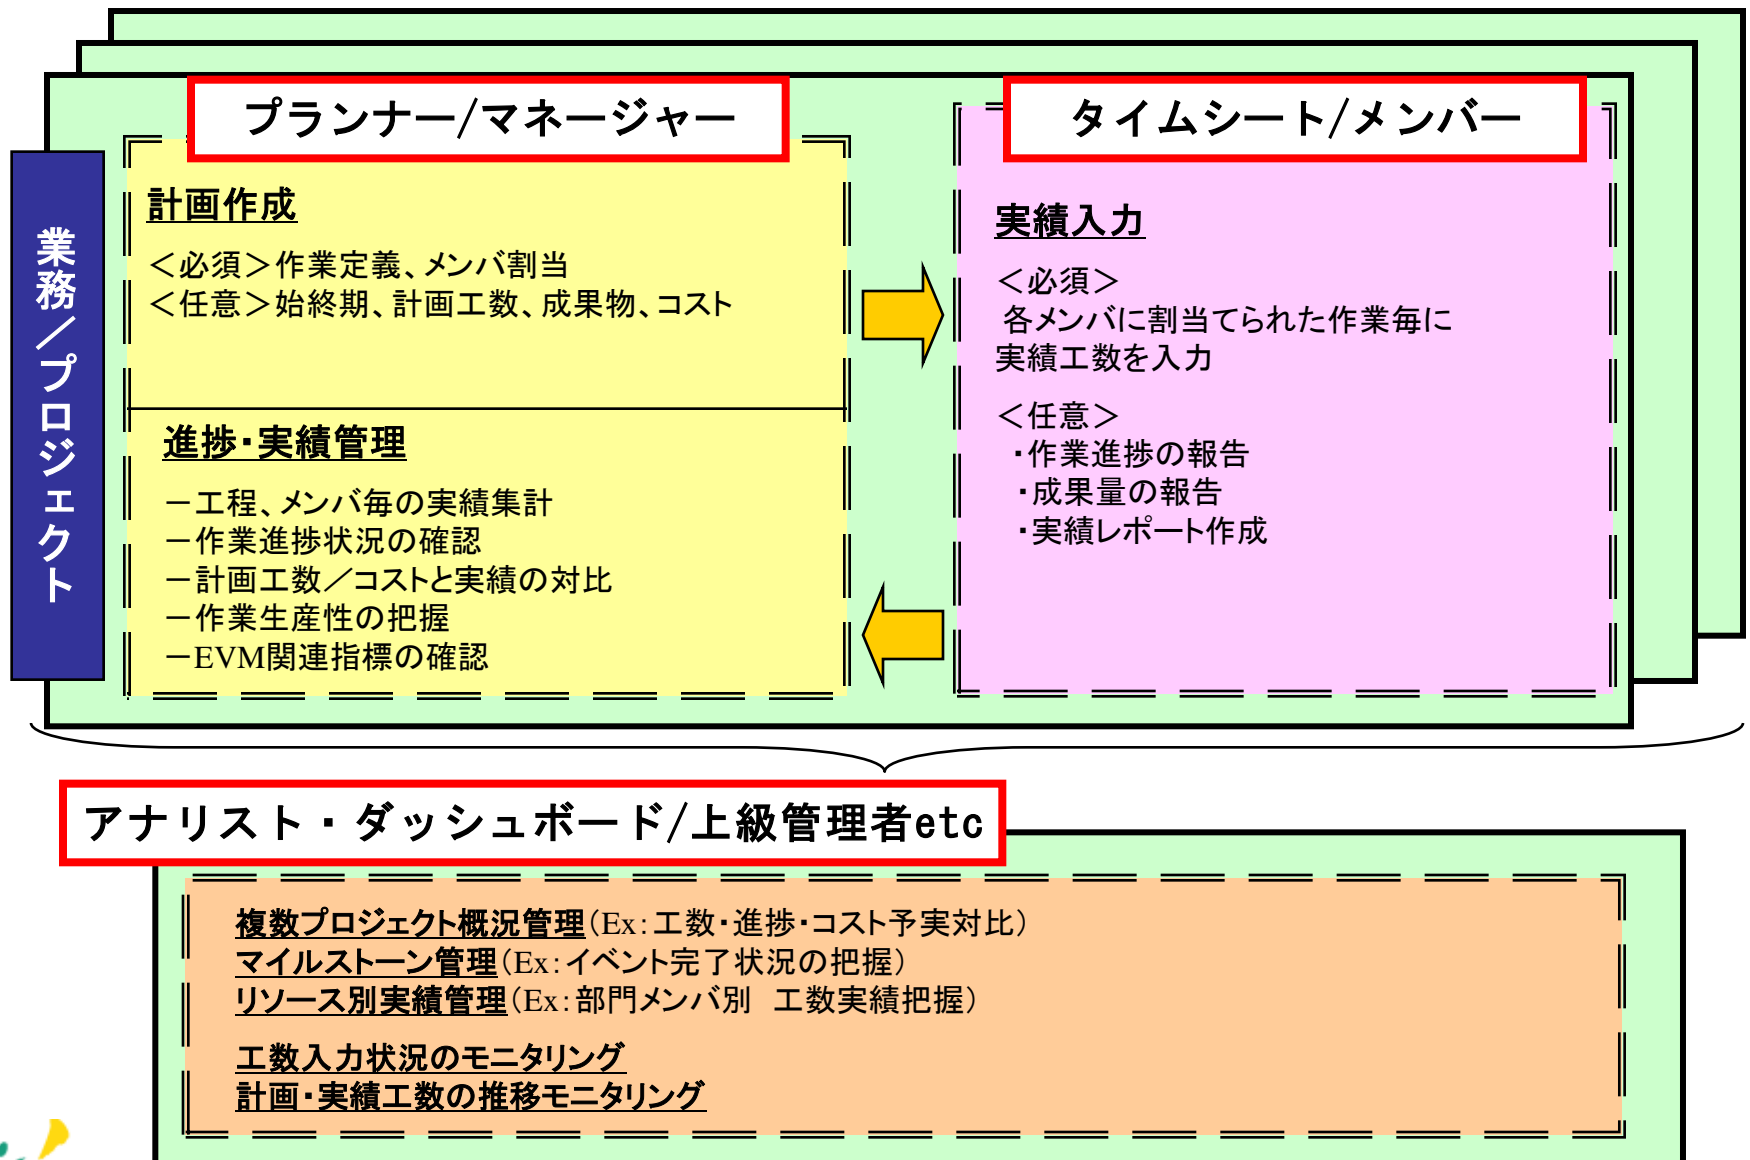 プランナー/マネージャー
タイムシート/メンバー
業務／プロジェクト
計画作成
＜必須＞作業定義、メンバ割当
＜任意＞始終期、計画工数、成果物、コスト
進捗・実績管理
－工程、メンバ毎の実績集計
－作業進捗状況の確認
－計画工数／コストと実績の対比
－作業生産性の把握
－EVM関連指標の確認
実績入力
＜必須＞
各メンバに割当てられた作業毎に
実績工数を入力
＜任意＞
・作業進捗の報告
・成果量の報告
・実績レポート作成
アナリスト・ダッシュボード/上級管理者etc
複数プロジェクト概況管理（Ex：工数・進捗・コスト予実対比）
マイルストーン管理（Ex：イベント完了状況の把握）
リソース別実績管理（Ex：部門メンバ別　工数実績把握）
工数入力状況のモニタリング
計画・実績工数の推移モニタリング